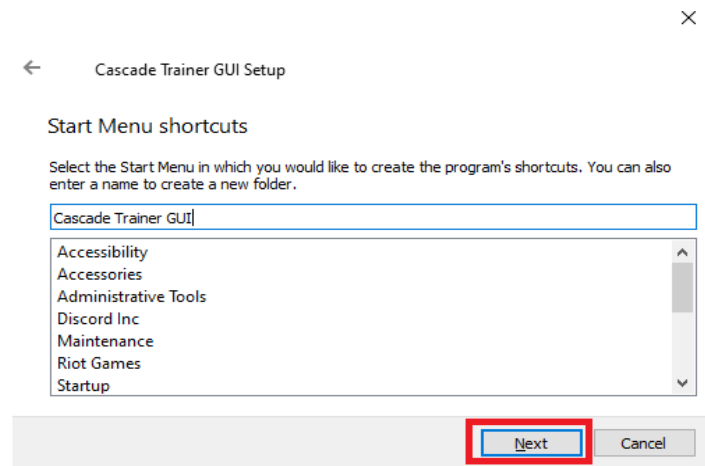 Cascade Trainer GUI Setup
Start Menu shortcuts
Select the Start Menu in which you would like to create the program's shortcuts. You can also
enter a name to create a new folder.
Cascade Trainer GUI
Accessibility
Accessories
Administrative Tools
Discord Inc
Maintenance
Riot Games
Startup
Next
Cancel